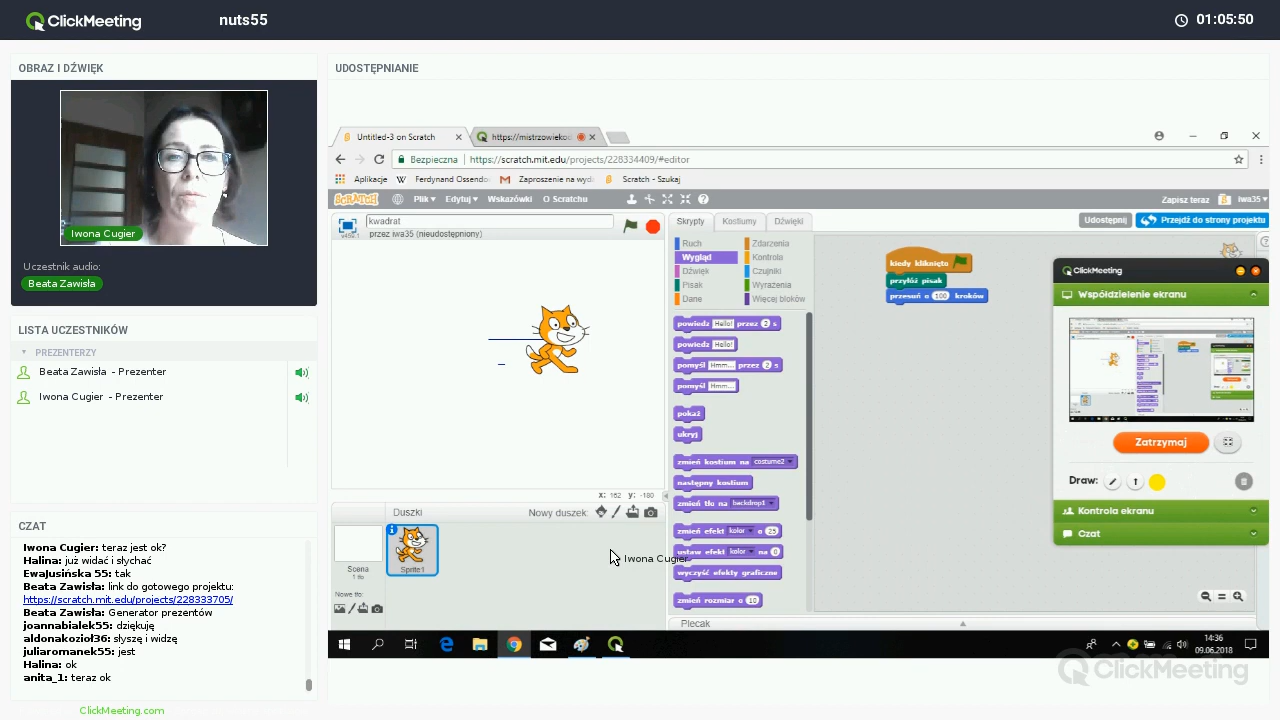 ClickMeeting
nuts55
01:05:50
OBRAZ I DŹWIĘK
Iwona Cugier
Uczestnik audio:
Beata Zawisła
LISTA UCZESTNIKÓW
PREZENTERZY
Beata Zawisła - Prezenter
Iwona Cugier - Prezenter
CZAT
Iwona Cugier: teraz jest ok?
Halina: już widać i słychać
EwaJusińska 55: tak
Beata Zawisła: link do gotowego projektu:
https://scratch.mit.edu/projects/228333705/
Beata Zawisła: Generator prezentów
joannabialek55: dziękuję
aldonakozioł36: słyszę i widzę
juliaromanek55: jest
Halina: ok
anita_1: teraz ok
ClickMeeting.com
UDOSTĘPNIANIE
Untitled-3 on Scratch
https://mistrzowiekod
Bezpieczna
https://scratch.mit.edu/projects/228334409/#editor
Aplikacje
Ferdynand Ossendo
Zaproszenie na wyd
Scratch - Szukaj
SCRATCH
Plik
Edytuj
Wskazówki
O Scratchu
Zapisz teraz
iwa35
kwadrat
przez iwa35 (nieudostępniony)
Skrypty
Kostiumy
Dźwięki
Udostępnij
Przejdź do strony projektu
Ruch
Zdarzenia
Wygląd
Kontrola
Dźwięk
Czujniki
Pisak
Wyrażenia
Dane
Więcej bloków
powiedz Hello! przez 2 s
powiedz Hello!
pomyśl Hmm... przez 2 s
pomyśl Hmm...
pokaż
ukryj
zmień kostium na costume2
następny kostium
zmień tło na backdrop1
zmień efekt kolor o 25
ustaw efekt kolor na 0
wyczyść efekty graficzne
zmień rozmiar o 10
kiedy kliknięto
przyłóż pisak
przesuń o 100 kroków
x: 162 y: -180
Duszki
Nowy duszek:
Scena
1 tło
Nowe tło:
Sprite1
Iwona Cugier
Plecak
ClickMeeting
Współdzielenie ekranu
Zatrzymaj
Draw:
Kontrola ekranu
Czat
14:36
09.06.2018
ClickMeeting